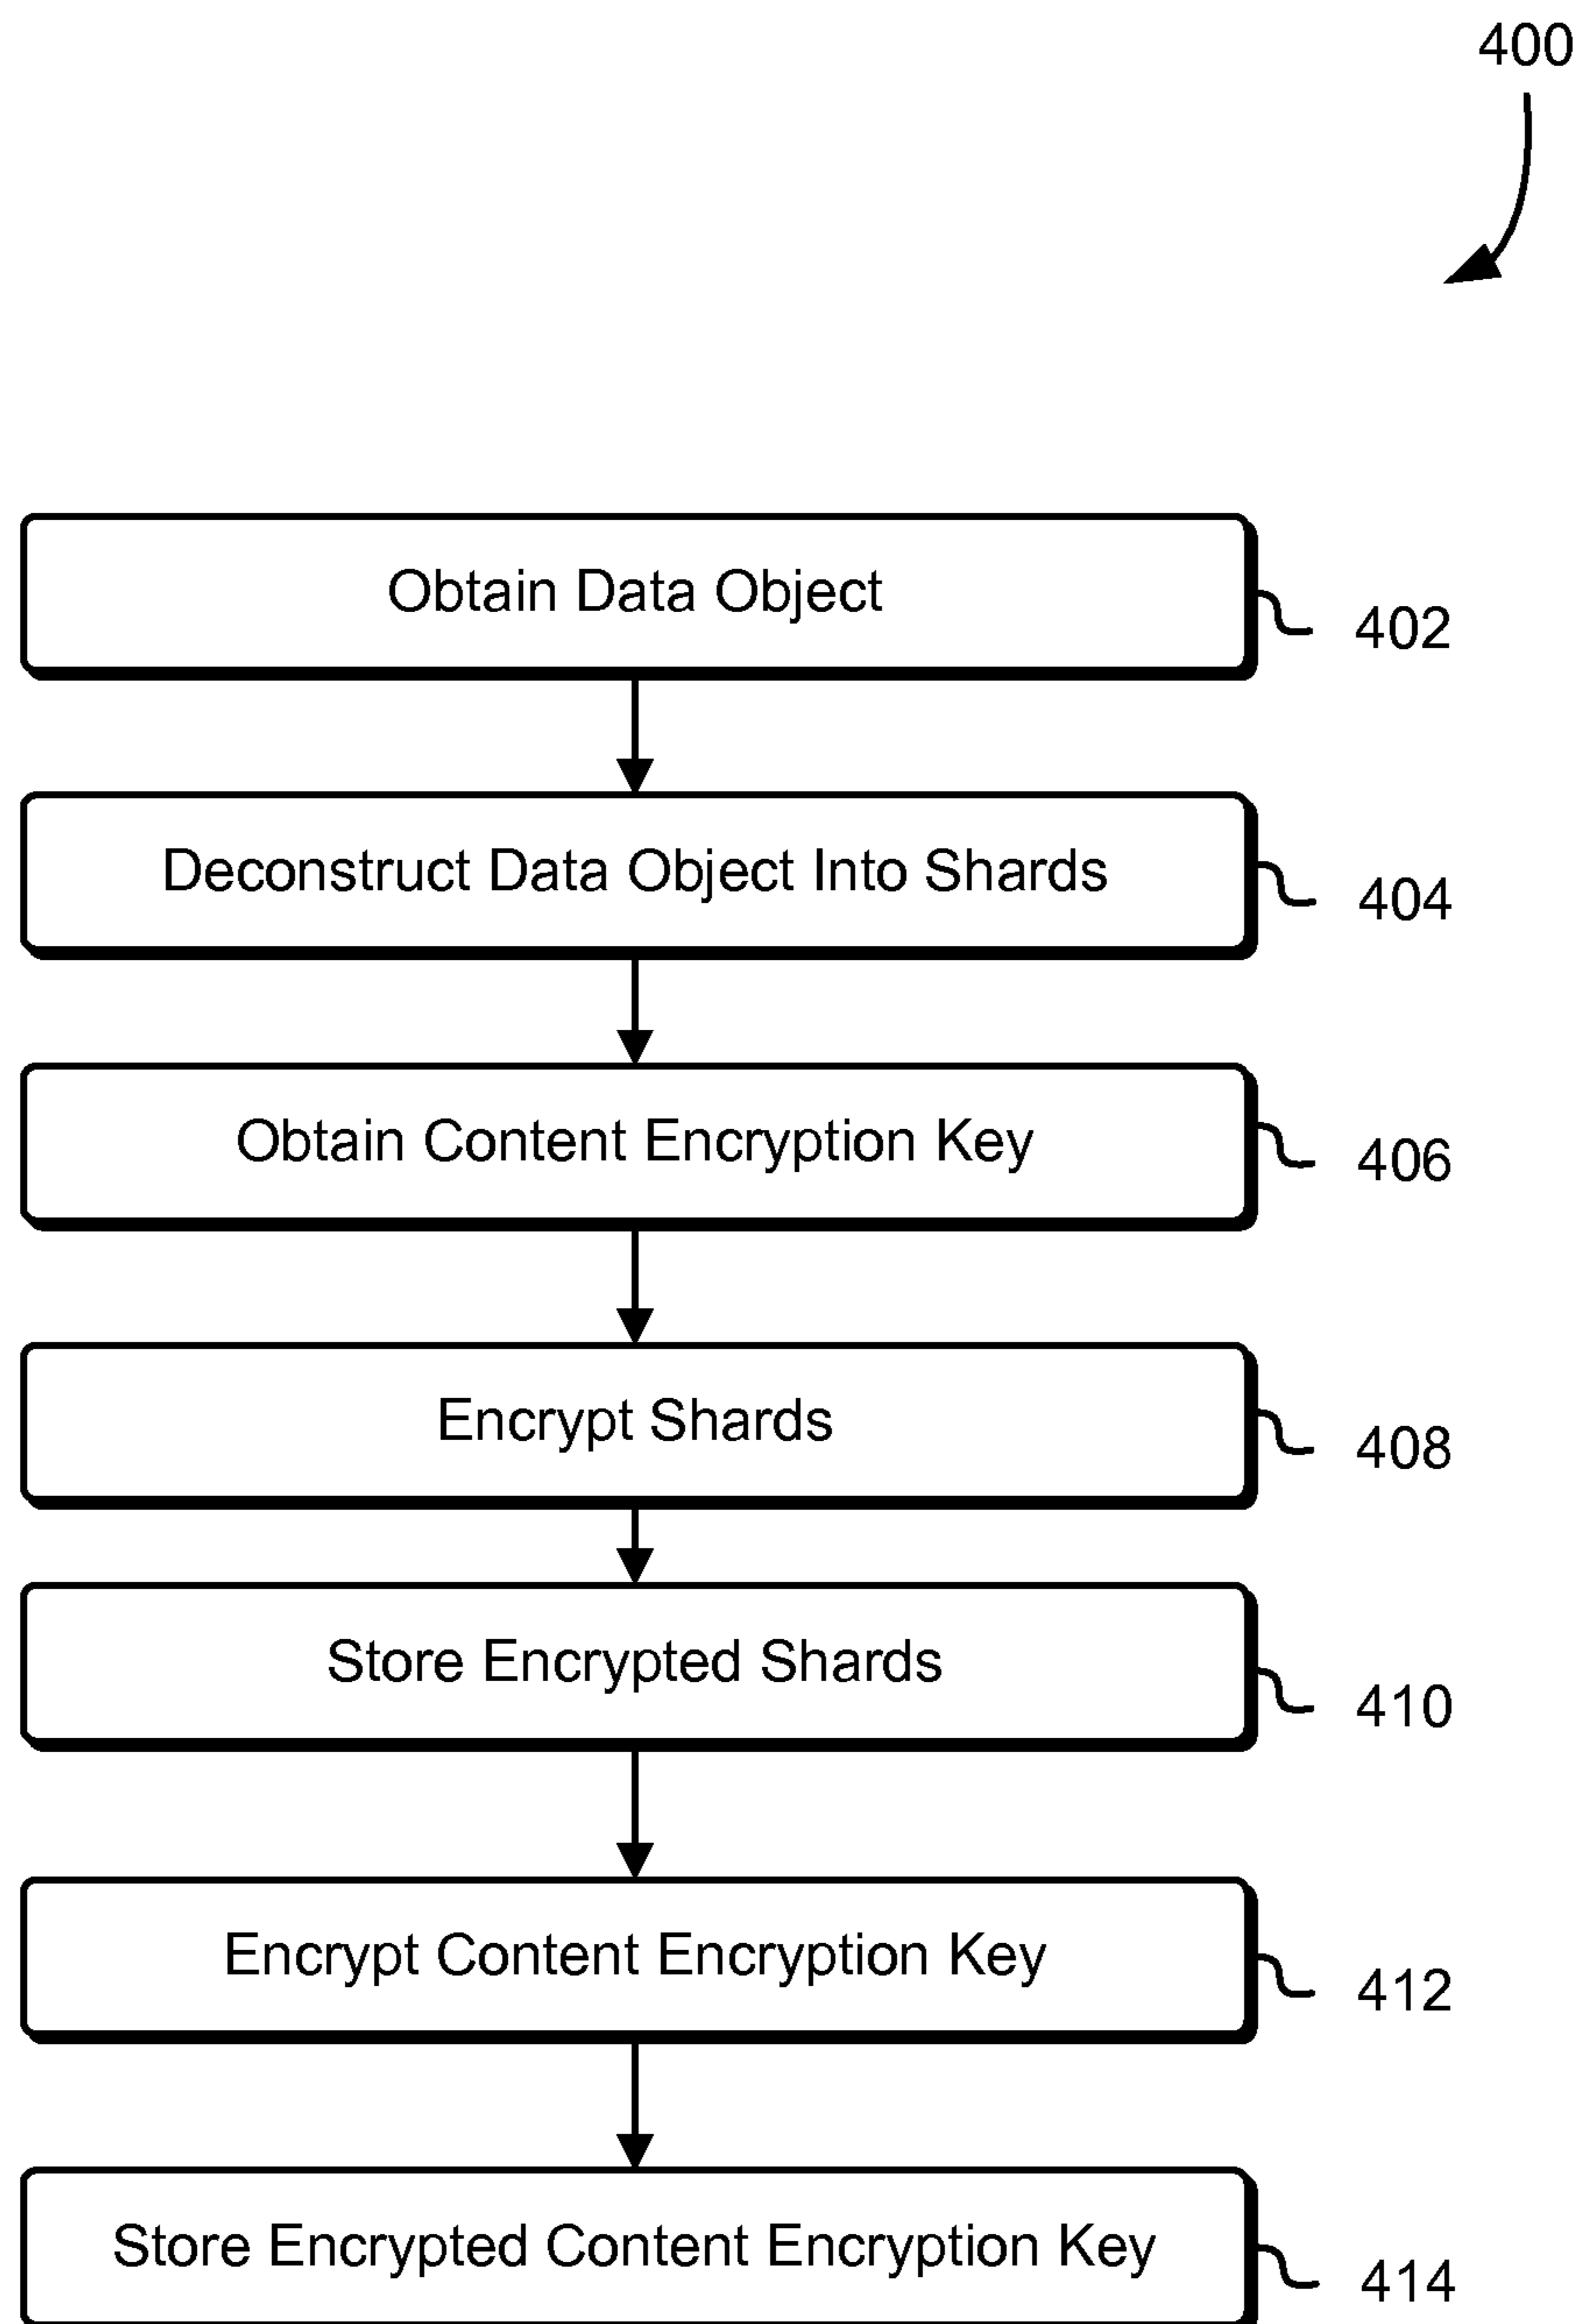 400
Obtain Data Object
402
Deconstruct Data Object Into Shards
404
Obtain Content Encryption Key
406
Encrypt Shards
408
Store Encrypted Shards
410
Encrypt Content Encryption Key
412
Store Encrypted Content Encryption Key
414